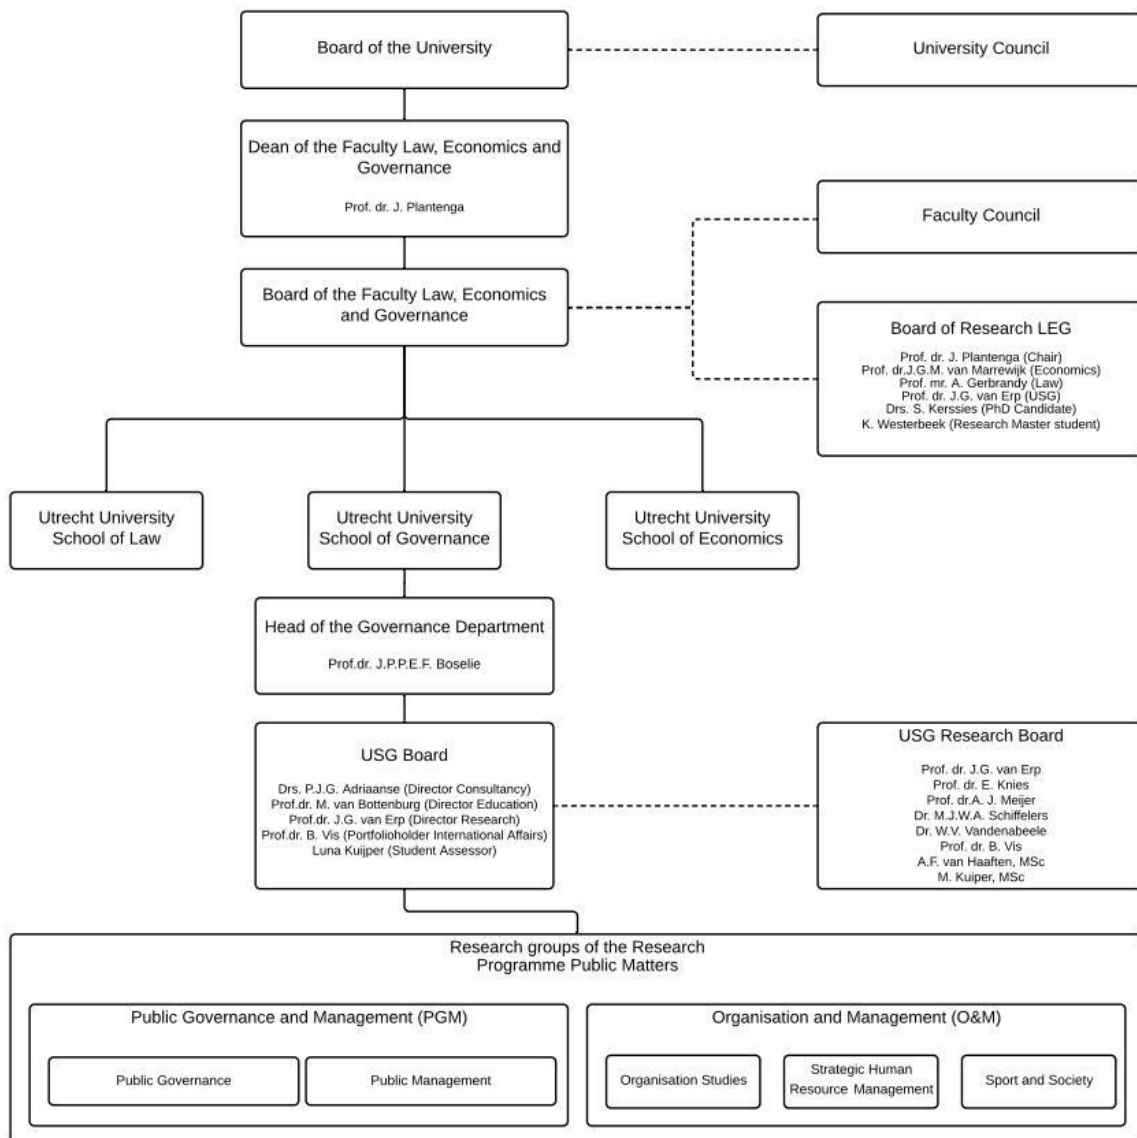 Board of the University
University Council
Dean of the Faculty Law, Economics and
Governance
Prof. dr. J. Plantenga
Faculty Council
Board of the Faculty Law, Economics
and Governance
Board of Research LEG
Prof. dr. J. Plantenga (Chair)
Prof. dr.J.G.M. van Marrewijk (Economics)
Prof. mr. A. Gerbrandy (Law)
Prof. dr. J.G. van Erp (USG)
Drs. S. Kerssies (PhD Candidate)
K. Westerbeek (Research Master student)
Utrecht University
School of Law
Utrecht University
School of Governance
Utrecht University
School of Economics
Head of the Governance Department
Prof.dr. J.P.P.E.F. Boselie
USG Board
Drs. P.J.G. Adriaanse (Director Consultancy)
Prof.dr. M. van Bottenburg (Director Education)
Prof.dr. J.G. van Erp (Director Research)
Prof.dr. B. Vis (Portfolioholder International Affairs)
Luna Kuijper (Student Assessor)
USG Research Board
Prof. dr. J.G. van Erp
Prof. dr. E. Knies
Prof. dr.A. J. Meijer
Dr. M.J.W.A. Schiffelers
Dr. W.V. Vandenabeele
Prof. dr. B. Vis
A.F. van Haaften, MSc
M. Kuiper, MSc
Research groups of the Research
Programme Public Matters
Public Governance and Management (PGM)
Public Governance
Public Management
Organisation and Management (O&M)
Organisation Studies
Strategic Human
Resource Management
Sport and Society